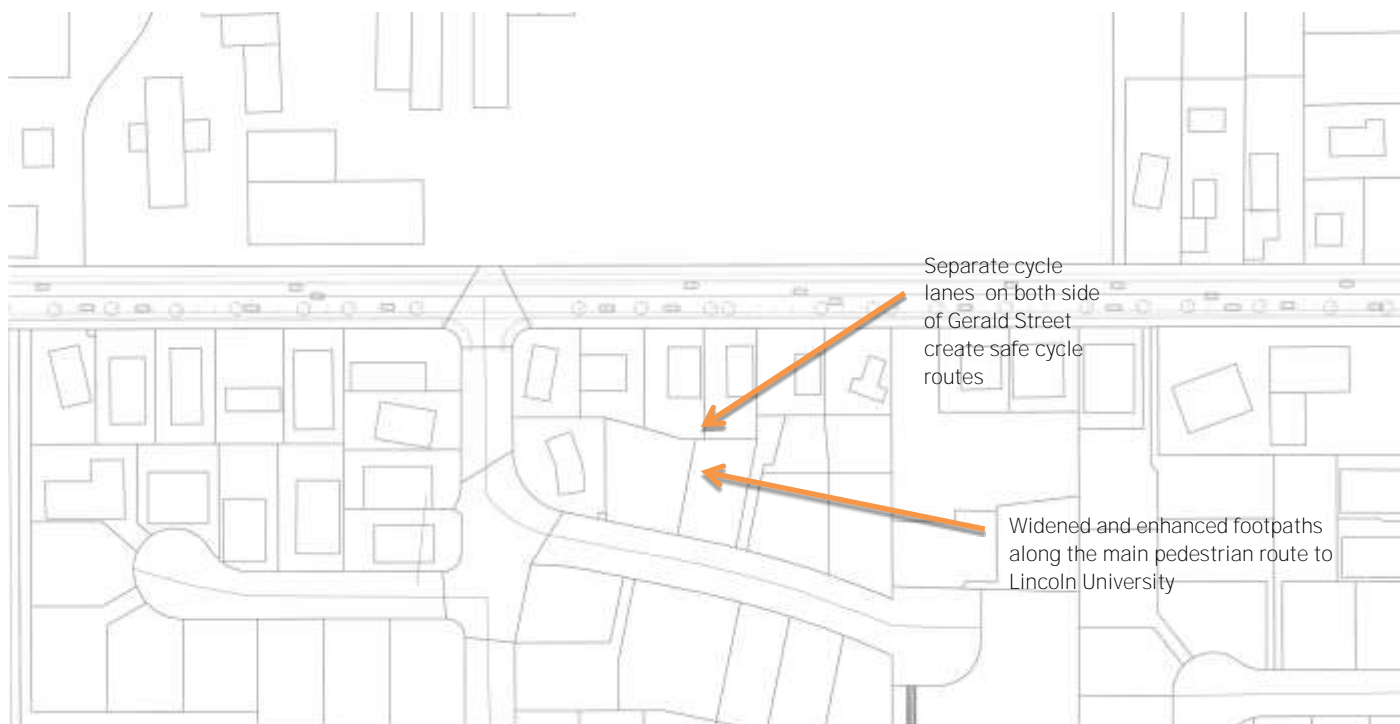 Separate cycle
lanes on both side
of Gerald Street
create safe cycle
routes
Widened and enhanced footpaths
along the main pedestrian route to
Lincoln University